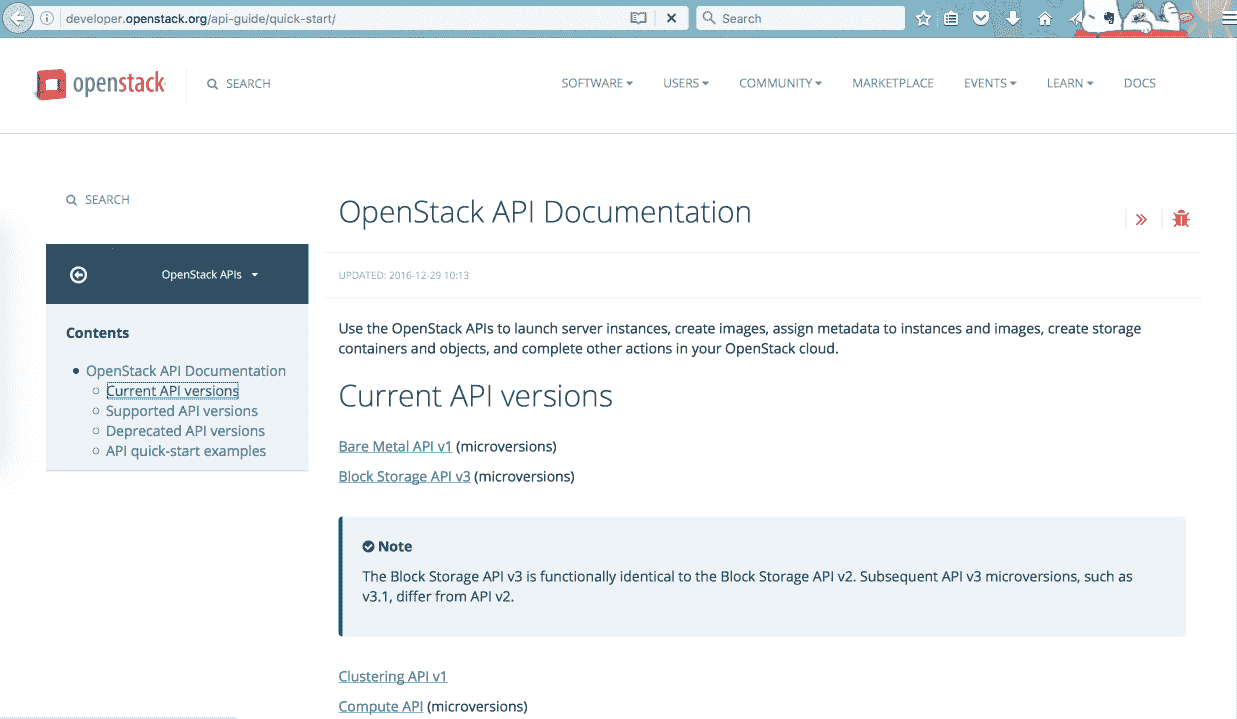 developer.openstack.org/api-guide/quick-start/
Search
openstack
SEARCH
SOFTWARE
USERS
COMMUNITY
MARKETPLACE
EVENTS
LEARN
DOCS
SEARCH
OpenStack APIs
Contents
OpenStack API Documentation
Current API versions
Supported API versions
Deprecated API versions
API quick-start examples
OpenStack API Documentation
UPDATED: 2016-12-29 10:13
Use the OpenStack APIs to launch server instances, create images, assign metadata to instances and images, create storage
containers and objects, and complete other actions in your OpenStack cloud.
Current API versions
Bare Metal API v1 (microversions)
Block Storage API v3 (microversions)
Note
The Block Storage API v3 is functionally identical to the Block Storage API v2. Subsequent API v3 microversions, such as
v3.1, differ from API v2.
Clustering API v1
Compute API (microversions)